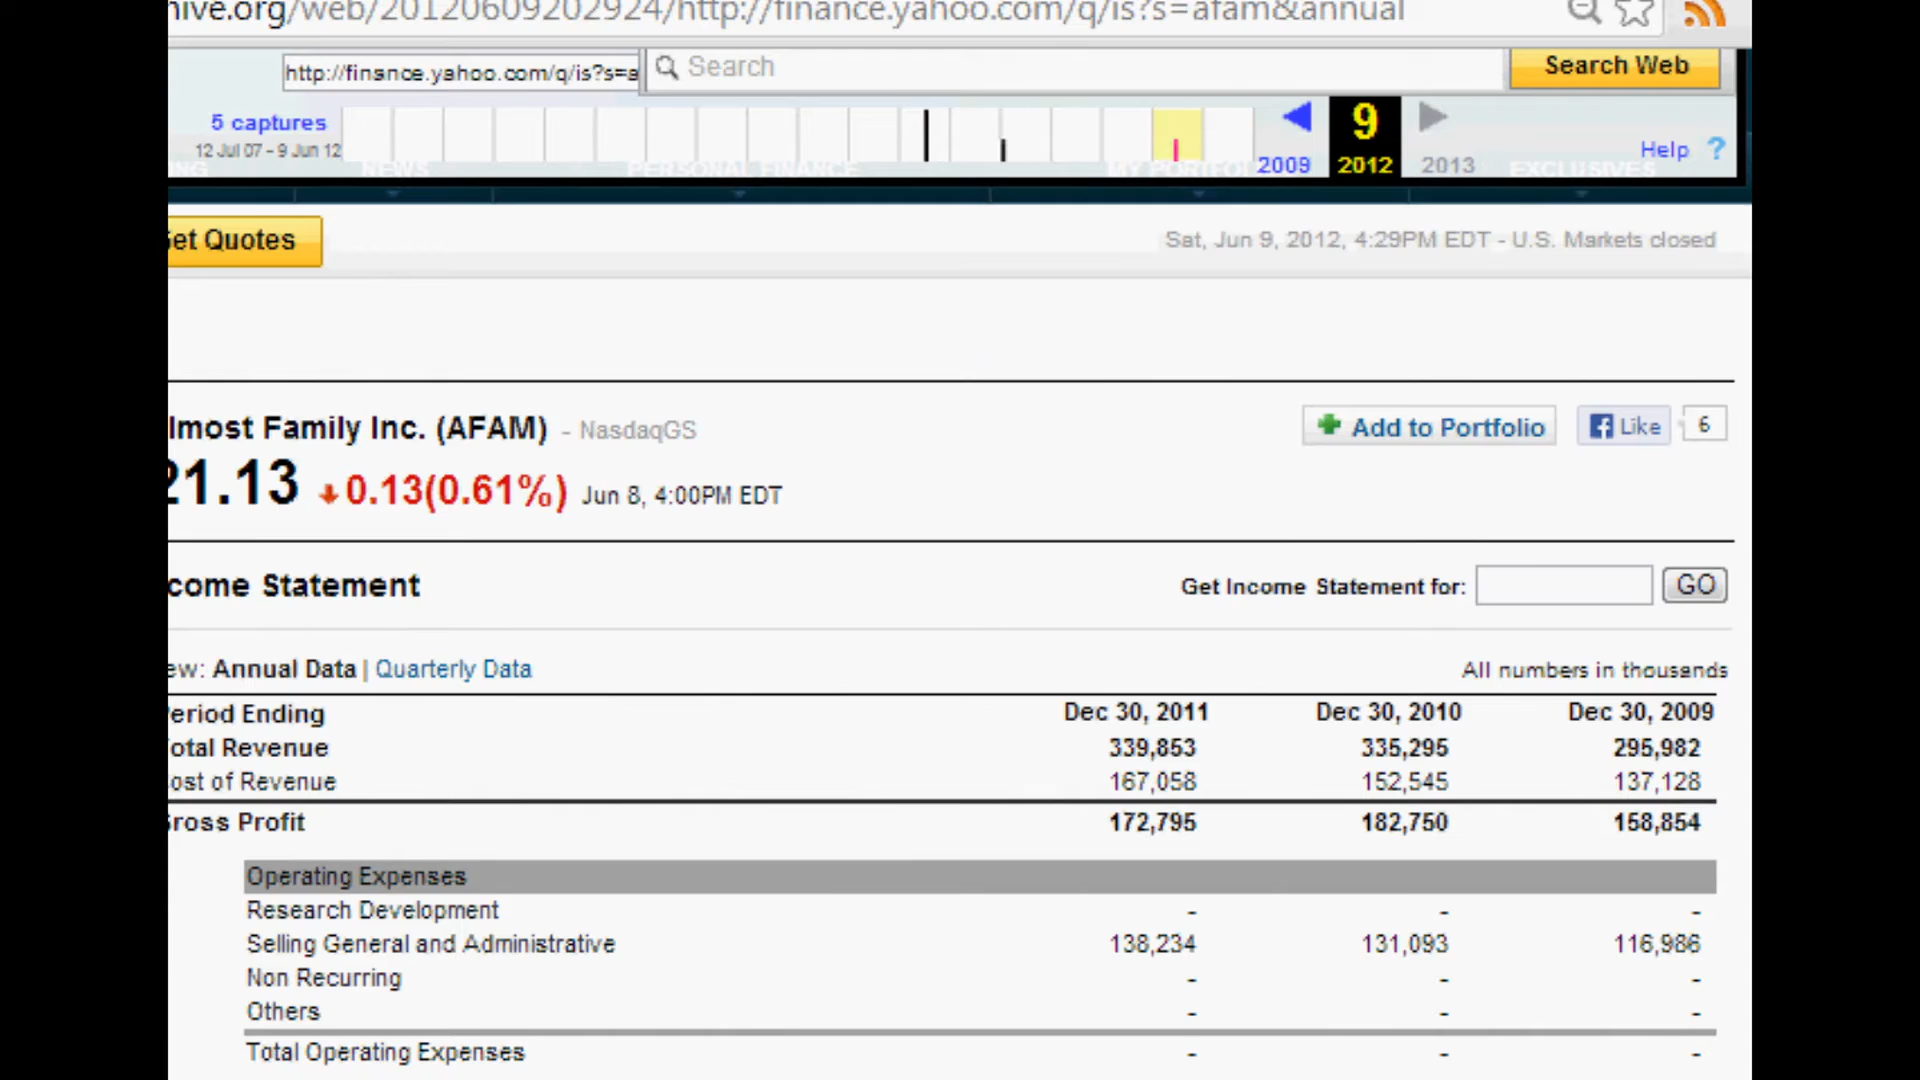 hive.org/web/20120609202924/http://finance.yahoo.com/q/is?s=afam&annual
http://finance.yahoo.com/q/is?s=a
Search
Search Web
5 captures
12 Jul 07 - 9 Jun 12
2009
9
2012
2013
Help ?
NEWS
PERSONAL FINANCE
MY PORTFOL
EXCLUSIVES
et Quotes
Sat, Jun 9, 2012, 4:29PM EDT - U.S. Markets closed
lmost Family Inc. (AFAM) - NasdaqGS
Add to Portfolio
Like
6
21.13 0.13(0.61%) Jun 8, 4:00PM EDT
come Statement
Get Income Statement for:
GO
ew: Annual Data | Quarterly Data
All numbers in thousands
eriod Ending Dec 30, 2011 Dec 30, 2010 Dec 30, 2009
otal Revenue 339,853 335,295 295,982
ost of Revenue 167,058 152,545 137,128
ross Profit 172,795 182,750 158,854
Operating Expenses
Research Development - - -
Selling General and Administrative 138,234 131,093 116,986
Non Recurring - - -
Others - - -
Total Operating Expenses - - -